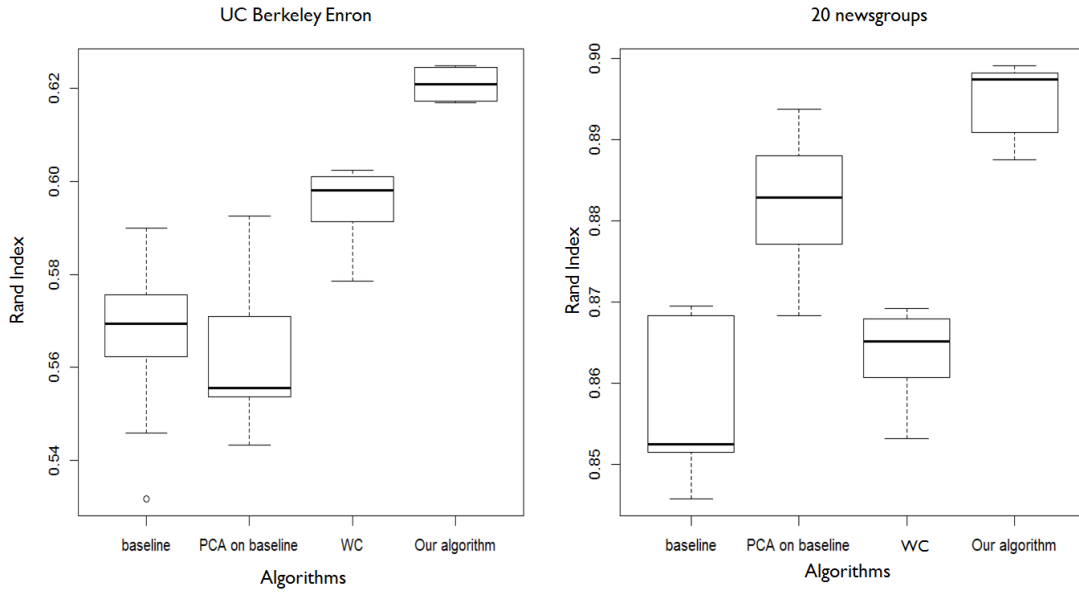 UC Berkeley Enron
Rand Index
0.62
0.60
0.58
0.56
0.54
baseline PCA on baseline WC Our algorithm
Algorithms
20 newsgroups
Rand Index
0.90
0.89
0.88
0.87
0.86
0.85
baseline PCA on baseline WC Our algorithm
Algorithms